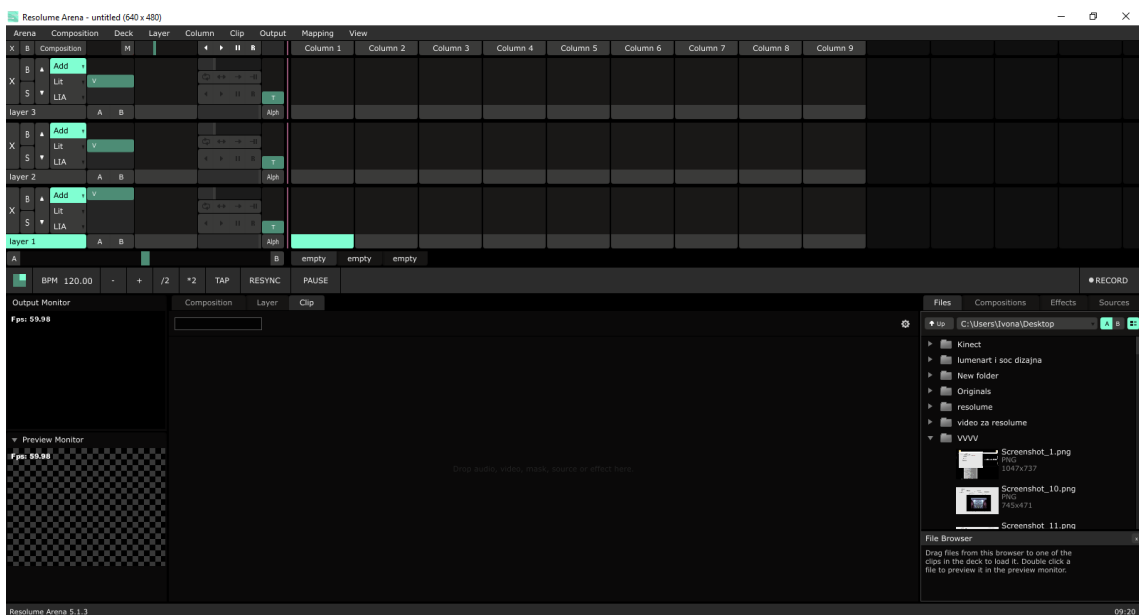 Resolume Arena - untitled (640 x 480)
Arena Composition Deck Layer Column Clip Output Mapping View
X B Composition M Column 1 Column 2 Column 3 Column 4 Column 5 Column 6 Column 7 Column 8 Column 9
B Add
X Lit V
S LIA T
layer 3 A B Alph
B Add
X Lit V
S LIA T
layer 2 A B Alph
B Add V
X Lit
S LIA T
layer 1 A B Alph
A B empty empty empty
BPM 120.00 - + /2 *2 TAP RESYNC PAUSE RECORD
Output Monitor Composition Layer Clip Files Compositions Effects Sources
Fps: 59.98
Up C:\Users\Ivona\Desktop A B
Kinect
lumenart i soc dizajna
New folder
Originals
resolume
video za resolume
Preview Monitor
VVVV
Fps: 59.98
Screenshot_1.png
PNG
1047x737
Drop audio, video, mask, source or effect here.
Screenshot_10.png
PNG
745x471
Screenshot_11.png
File Browser
Drag files from this browser to one of the
clips in the deck to load it. Double click a
file to preview it in the preview monitor.
Resolume Arena 5.1.3 09:20